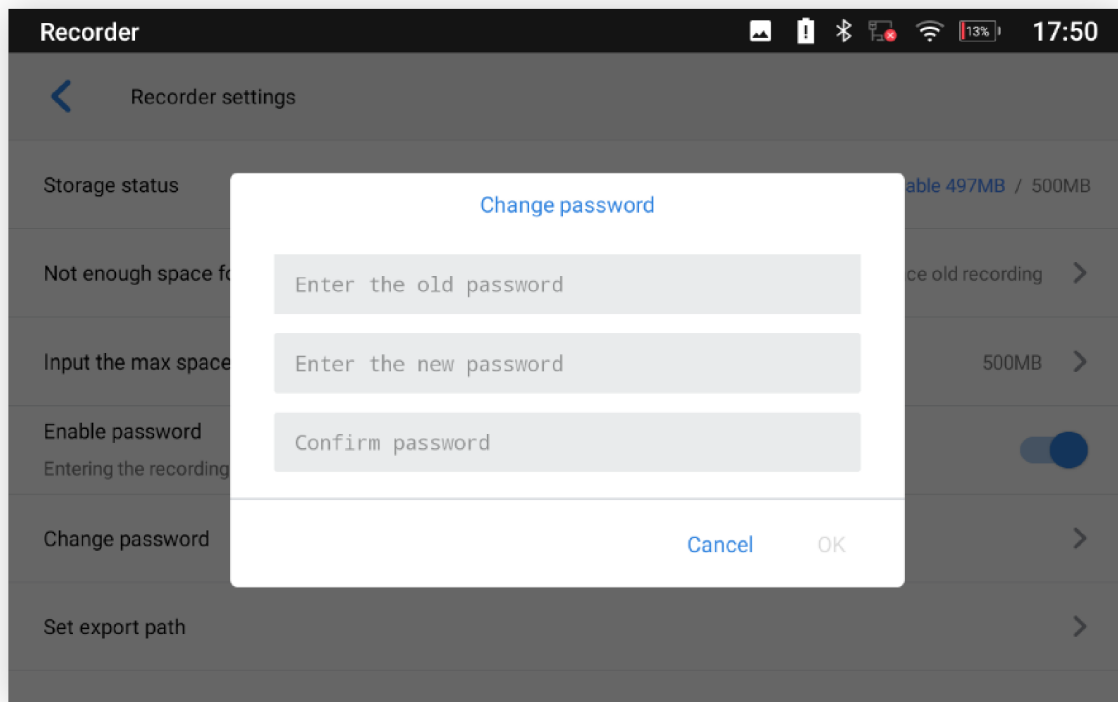 Recorder
13%
17:50
Recorder settings
Storage status
able 497MB / 500MB
Change password
Enter the old password
Not enough space fo
ce old recording
Enter the new password
Input the max space
500MB
Enable password
Confirm password
Entering the recording
Cancel
OK
Change password
Set export path